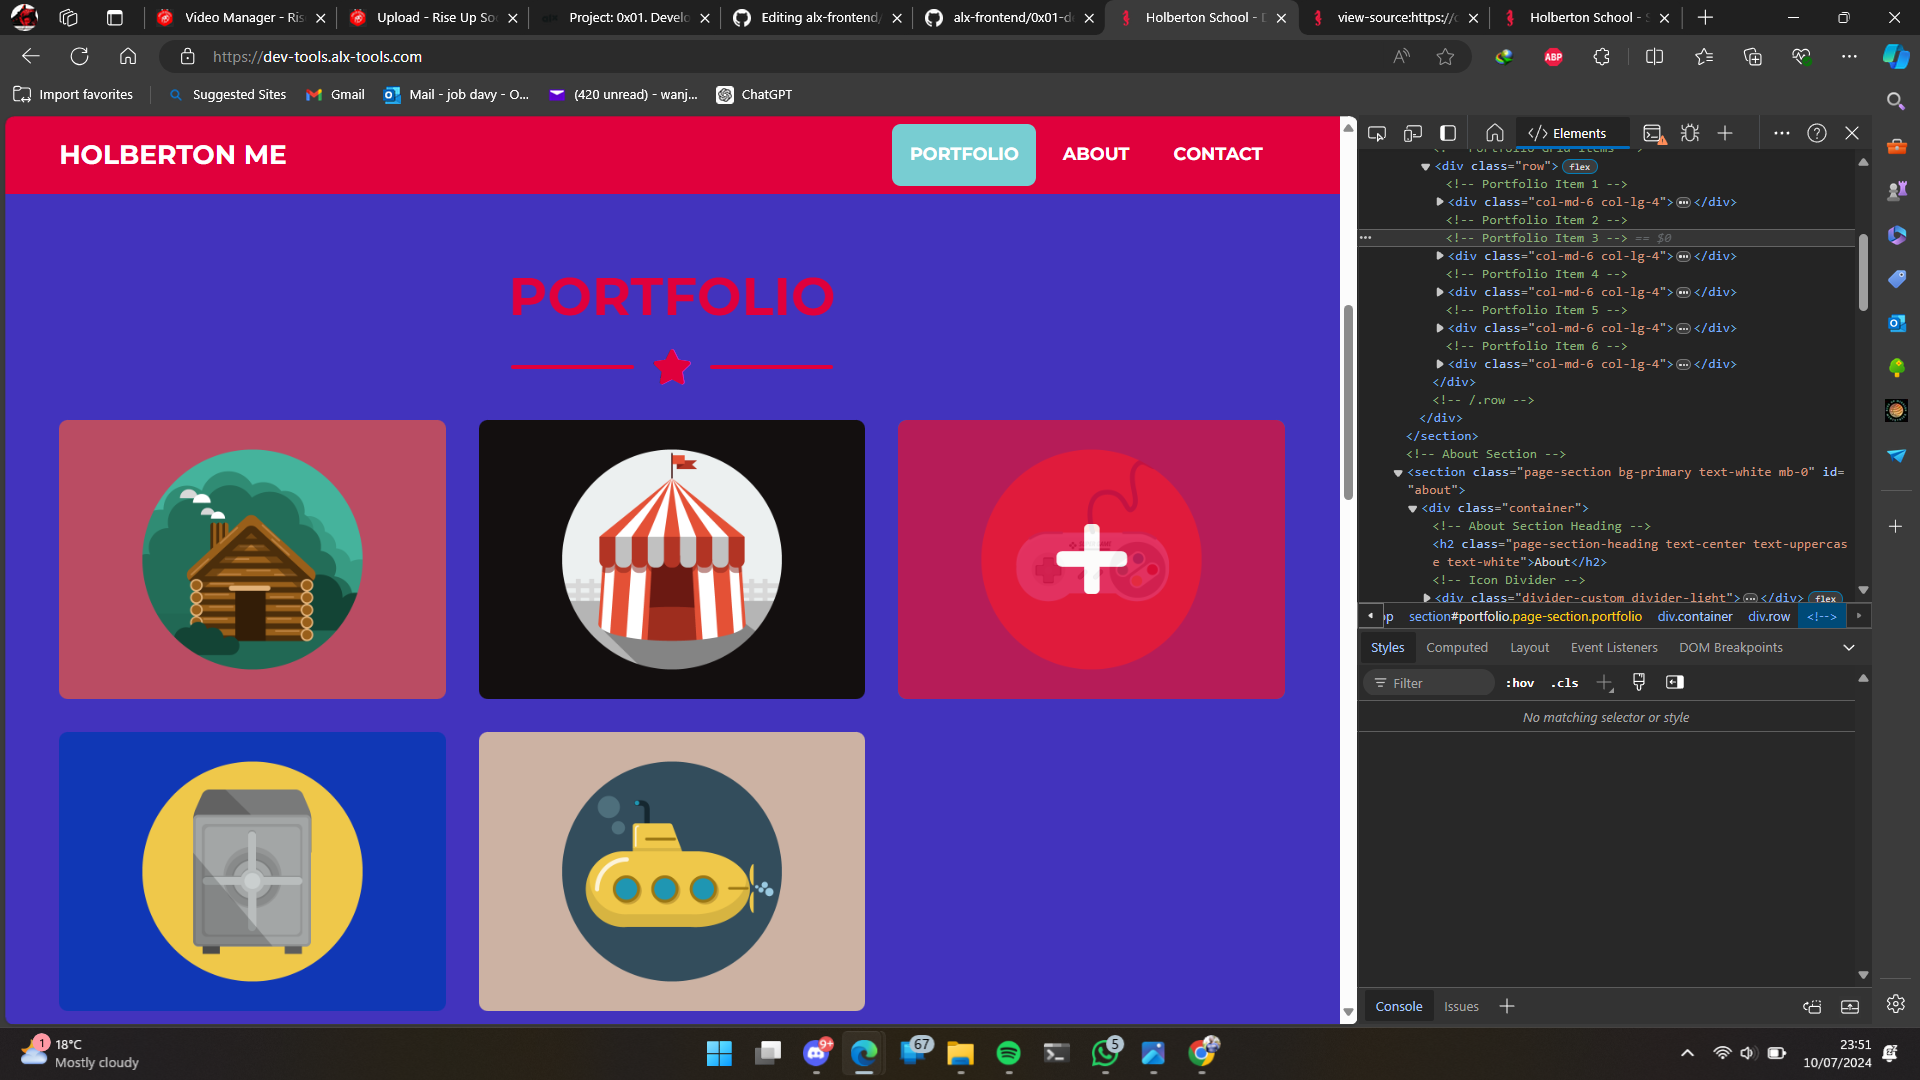 Video Manager - Ris
Upload - Rise Up So
Project: 0x01. Develo
Editing alx-frontend/
alx-frontend/0x01-d
Holberton School - D
view-source:https://
Holberton School - S
https://dev-tools.alx-tools.com
ABP
Import favorites
Suggested Sites
Gmail
Mail - job davy - O...
(420 unread) - wanj...
ChatGPT
HOLBERTON ME
PORTFOLIO
ABOUT
CONTACT
PORTFOLIO
Elements
<!-- Portfolio Grid Items -->
<div class="row"> flex
<!-- Portfolio Item 1 -->
<div class="col-md-6 col-lg-4"> ••• </div>
<!-- Portfolio Item 2 -->
<!-- Portfolio Item 3 --> == $0
<div class="col-md-6 col-lg-4"> ••• </div>
<!-- Portfolio Item 4 -->
<div class="col-md-6 col-lg-4"> ••• </div>
<!-- Portfolio Item 5 -->
<div class="col-md-6 col-lg-4"> ••• </div>
<!-- Portfolio Item 6 -->
<div class="col-md-6 col-lg-4"> ••• </div>
</div>
<!-- /.row -->
</div>
</section>
<!-- About Section -->
<section class="page-section bg-primary text-white mb-0" id=
"about">
<div class="container">
<!-- About Section Heading -->
<h2 class="page-section-heading text-center text-uppercas
e text-white">About</h2>
<!-- Icon Divider -->
<div class="divider-custom divider-light"> ••• </div> flex
op section#portfolio.page-section.portfolio div.container div.row <!-->
Styles Computed Layout Event Listeners DOM Breakpoints
Filter :hov .cls
No matching selector or style
Console Issues
1
18°C
Mostly cloudy
9+
67
5
23:51
10/07/2024